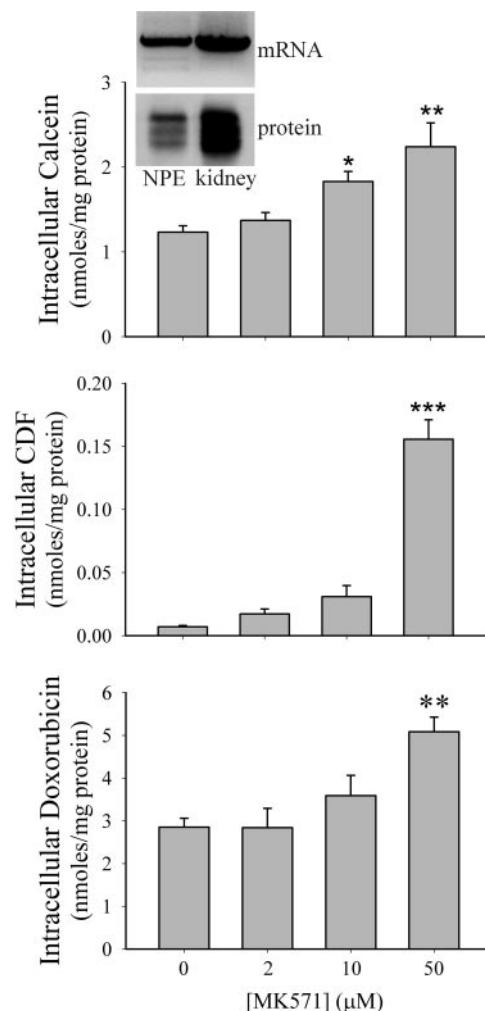 mRNA
protein
NPE kidney
Intracellular Calcein
(nmoles/mg protein)
3
2
1
0
*
**
Intracellular CDF
(nmoles/mg protein)
0.20
0.15
0.10
0.05
0.00
***
Intracellular Doxorubicin
(nmoles/mg protein)
6
5
4
3
2
1
0
**
0 2 10 50
[MK571] (μM)